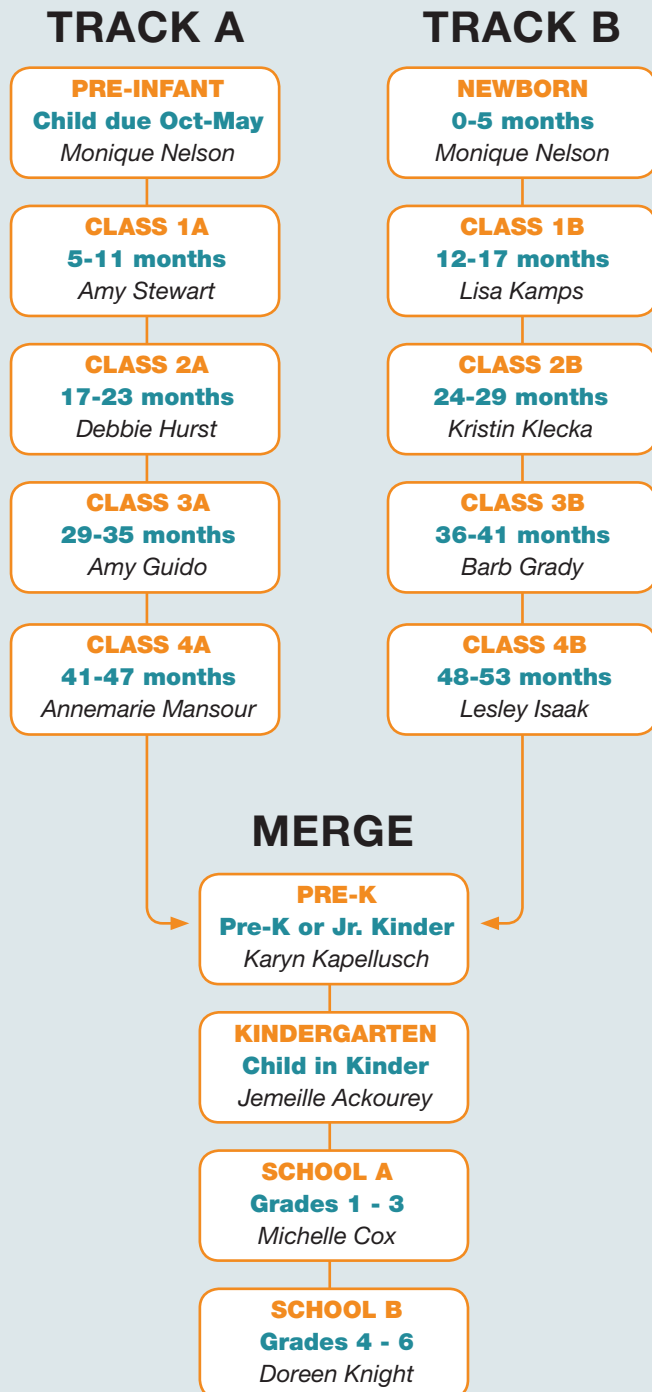 TRACK A
PRE-INFANT
Child due Oct-May
Monique Nelson
CLASS 1A
5-11 months
Amy Stewart
CLASS 2A
17-23 months
Debbie Hurst
CLASS 3A
29-35 months
Amy Guido
CLASS 4A
41-47 months
Annemarie Mansour
TRACK B
NEWBORN
0-5 months
Monique Nelson
CLASS 1B
12-17 months
Lisa Kamps
CLASS 2B
24-29 months
Kristin Klecka
CLASS 3B
36-41 months
Barb Grady
CLASS 4B
48-53 months
Lesley Isaak
MERGE
PRE-K
Pre-K or Jr. Kinder
Karyn Kapellusch
KINDERGARTEN
Child in Kinder
Jemeille Ackourey
SCHOOL A
Grades 1 - 3
Michelle Cox
SCHOOL B
Grades 4 - 6
Doreen Knight